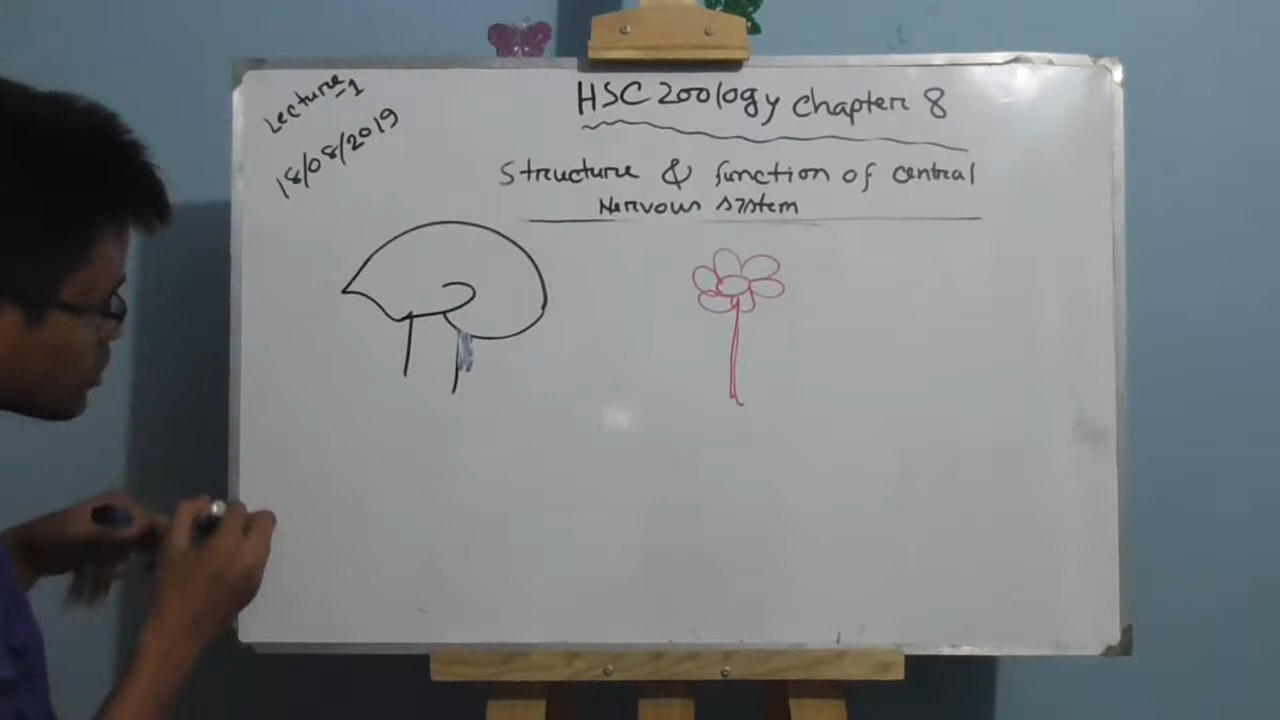 Lecture-1
18/08/2019
HSC Zoology chapter 8
Structure & function of central
Nervous system